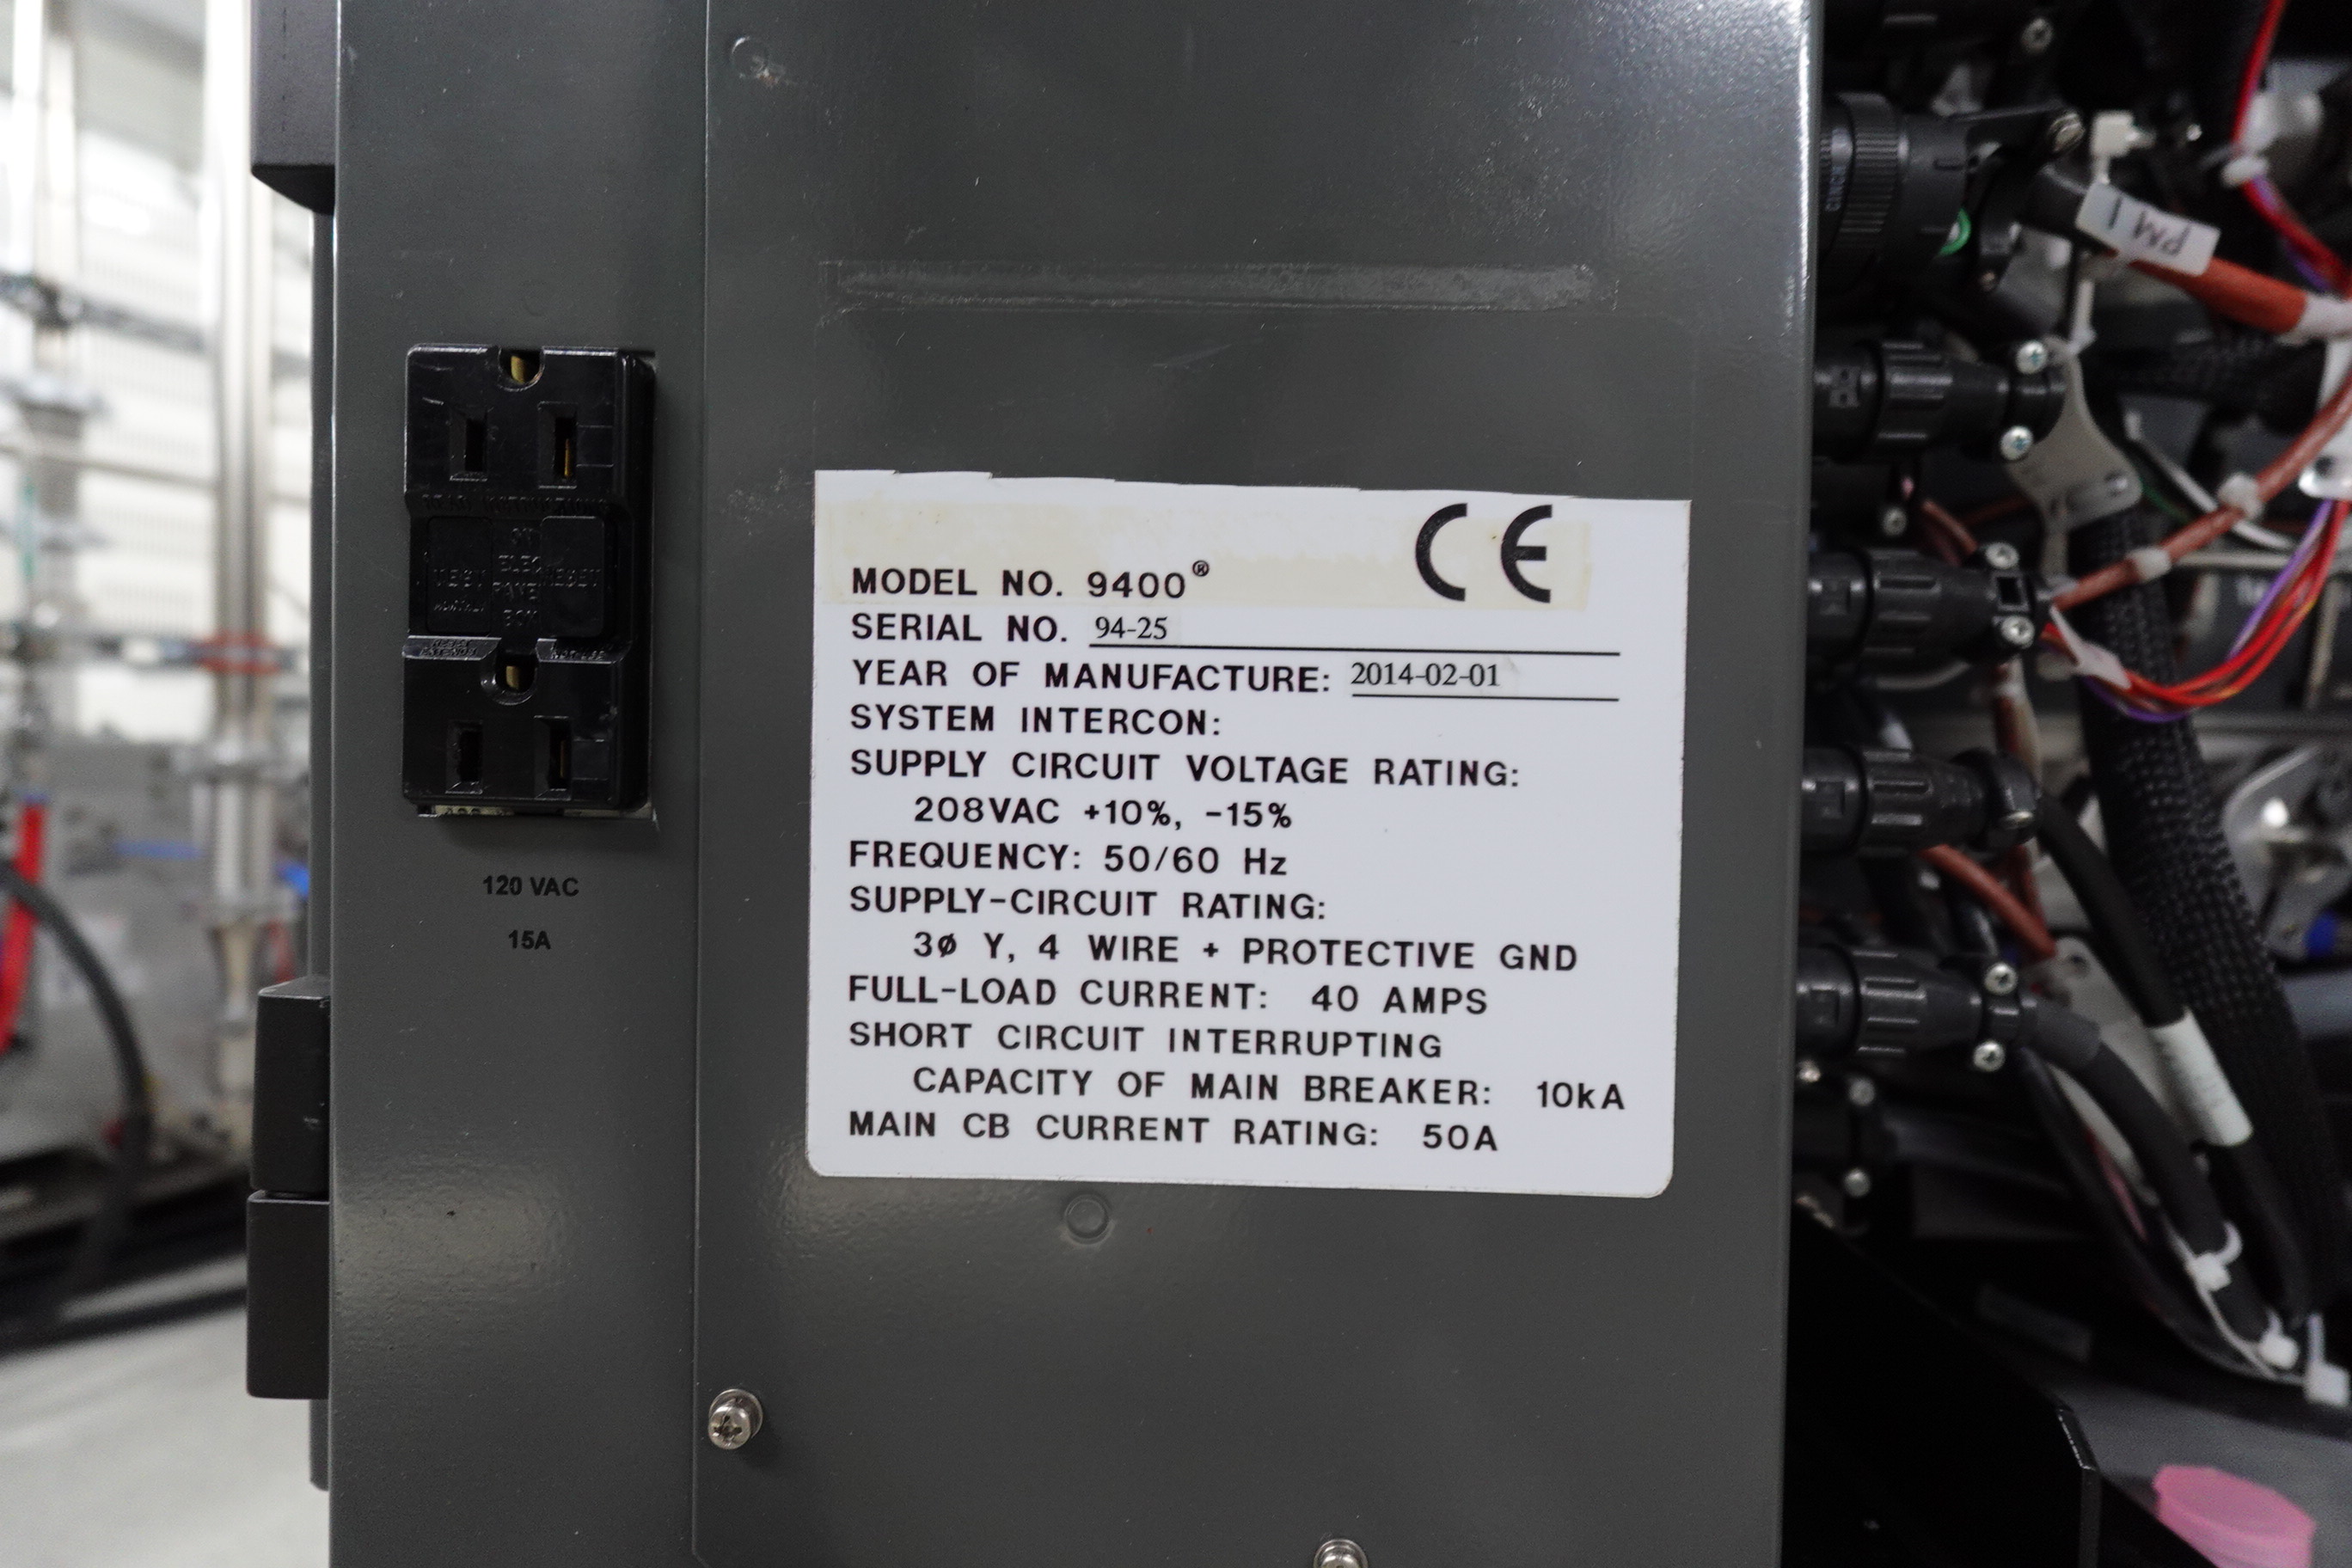 CE
MODEL NO. 9400®
SERIAL NO. 94-25
YEAR OF MANUFACTURE: 2014-02-01
SYSTEM INTERCON:
SUPPLY CIRCUIT VOLTAGE RATING:
208VAC +10%, -15%
FREQUENCY: 50/60 Hz
SUPPLY-CIRCUIT RATING:
3ø Y, 4 WIRE + PROTECTIVE GND
FULL-LOAD CURRENT: 40 AMPS
SHORT CIRCUIT INTERRUPTING
CAPACITY OF MAIN BREAKER: 10kA
MAIN CB CURRENT RATING: 50A
TEST
RESET
120 VAC
15A
CINCH
PM 1